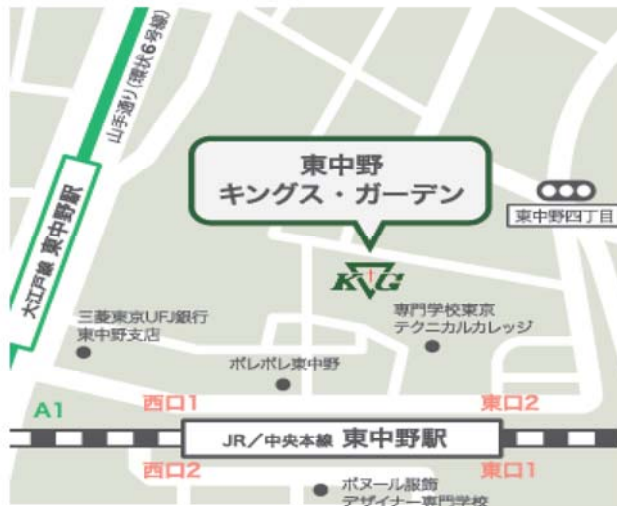 山手通り(環状6号線)
大江戸線 東中野駅
東中野
キングス・ガーデン
東中野四丁目
KG
三菱東京UFJ銀行
東中野支店
専門学校東京
テクニカルカレッジ
ポレポレ東中野
A1
西口1
東口2
JR/中央本線 東中野駅
西口2
東口1
ボヌール服飾
デザイナー専門学校